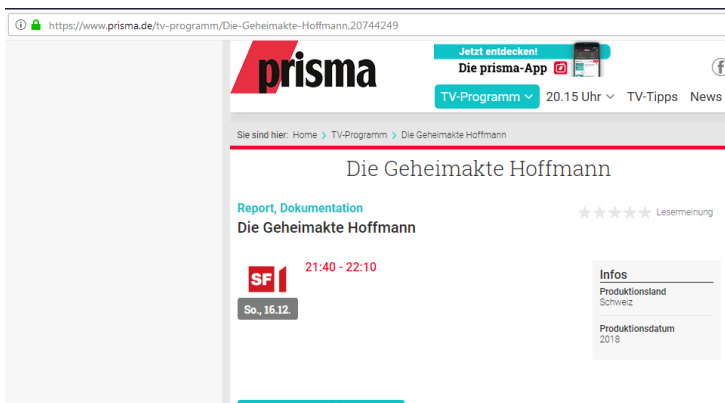 https://www.prisma.de/tv-programm/Die-Geheimakte-Hoffmann,20744249
prisma
Jetzt entdecken!
Die prisma-App
TV-Programm 20.15 Uhr TV-Tipps News
Sie sind hier: Home > TV-Programm > Die Geheimakte Hoffmann
Die Geheimakte Hoffmann
Report, Dokumentation
Die Geheimakte Hoffmann
Lesermeinung
SF 1
21:40 - 22:10
So., 16.12.
Infos
Produktionsland
Schweiz
Produktionsdatum
2018